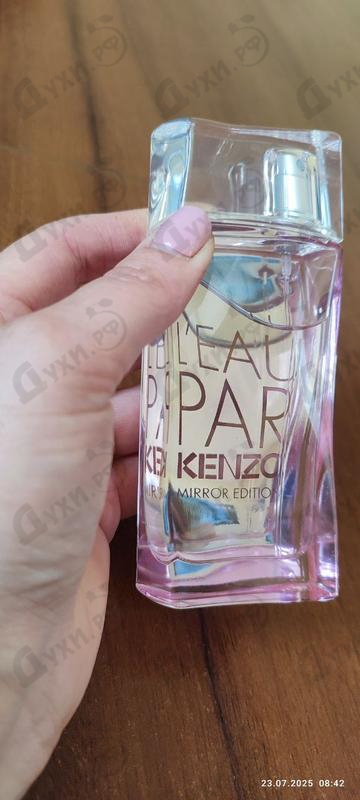 L'EAU
PAR
KENZO
MIRROR EDITION
Духи.рф
23.07.2025 08:42